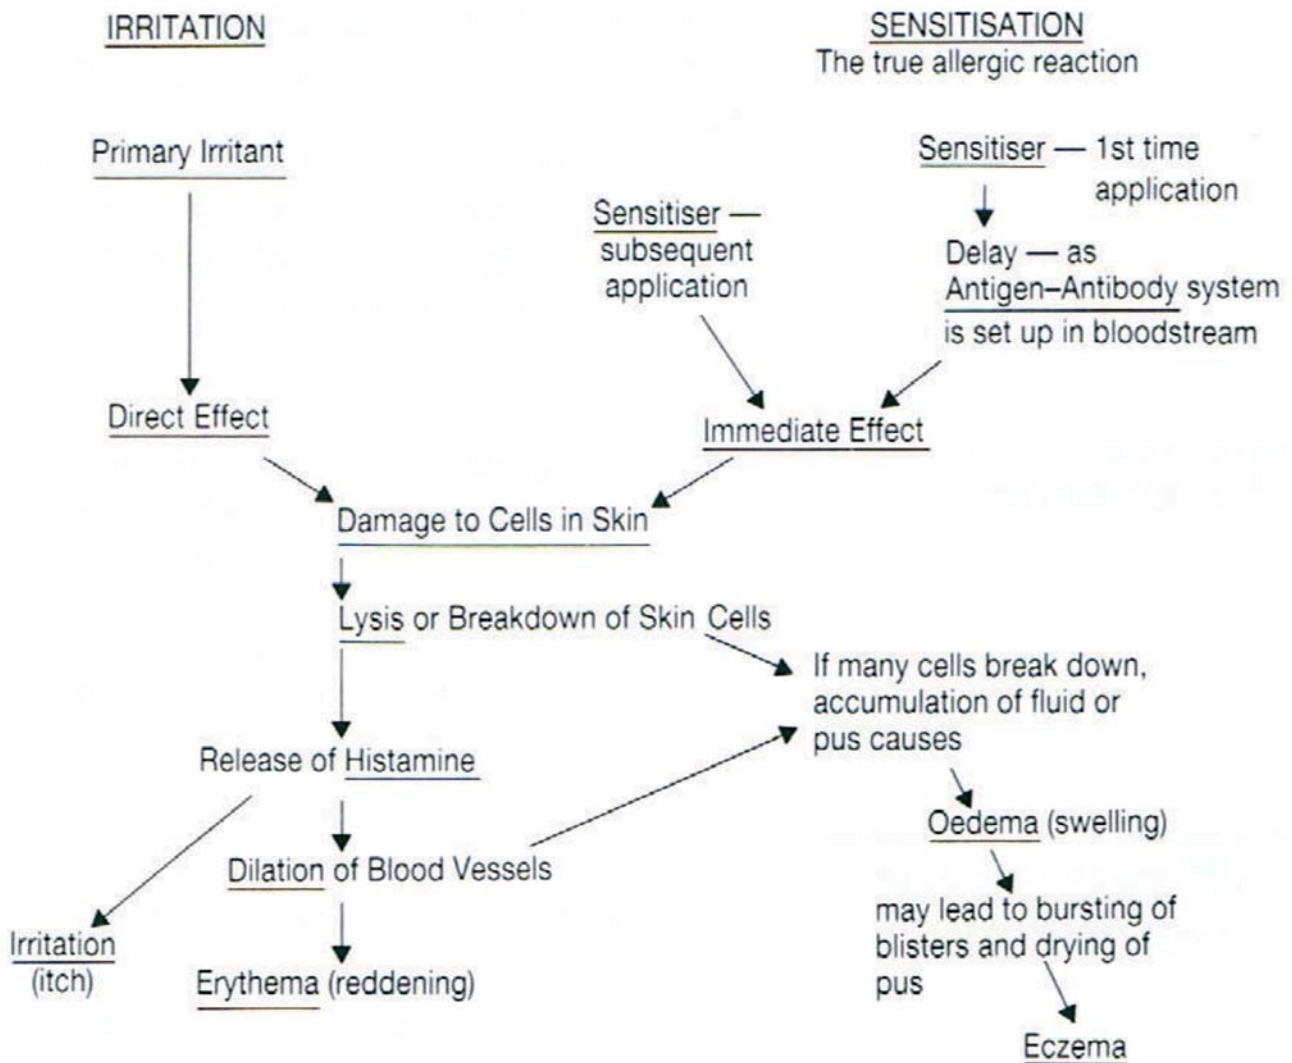 IRRITATION
SENSITISATION
The true allergic reaction
Primary Irritant
Sensitiser — 1st time
application
Sensitiser —
subsequent
application
Delay — as
Antigen–Antibody system
is set up in bloodstream
Direct Effect
Immediate Effect
Damage to Cells in Skin
Lysis or Breakdown of Skin Cells
If many cells break down,
accumulation of fluid or
pus causes
Release of Histamine
Oedema (swelling)
Dilation of Blood Vessels
may lead to bursting of
blisters and drying of
pus
Irritation
(itch)
Erythema (reddening)
Eczema